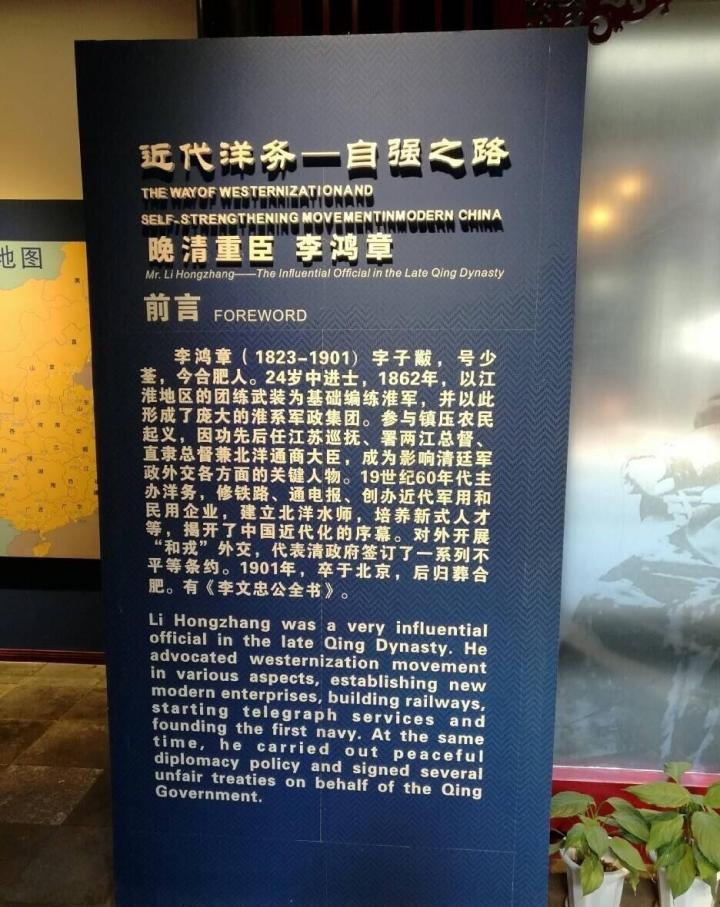 近代洋务—自强之路
THE WAYOF WESTERNIZATIONAND
SELF-STRENGTHENING MOVEMENTINMODERN CHINA
晚清重臣 李鸿章
Mr. Li Hongzhang——The Influential Official in the Late Qing Dynasty
前言 FOREWORD
李鸿章（1823-1901）字子黻，号少
荃，今合肥人。24岁中进士，1862年，以江
淮地区的团练武装为基础编练淮军，并以此
形成了庞大的淮系军政集团。参与镇压农民
起义，因功先后任江苏巡抚、署两江总督、
直隶总督兼北洋通商大臣，成为影响清廷军
政外交各方面的关键人物。19世纪60年代主
办洋务，修铁路、通电报、创办近代军用和
民用企业，建立北洋水师，培养新式人才
等，揭开了中国近代化的序幕。对外开展
“和戎”外交，代表清政府签订了一系列不
平等条约。1901年，卒于北京，后归葬合
肥。有《李文忠公全书》。
Li Hongzhang was a very influential
official in the late Qing Dynasty. He
advocated westernization movement
in various aspects, establishing new
modern enterprises, building railways,
starting telegraph services and
founding the first navy. At the same
time, he carried out peaceful
diplomacy policy and signed several
unfair treaties on behalf of the Qing
Government.
地图